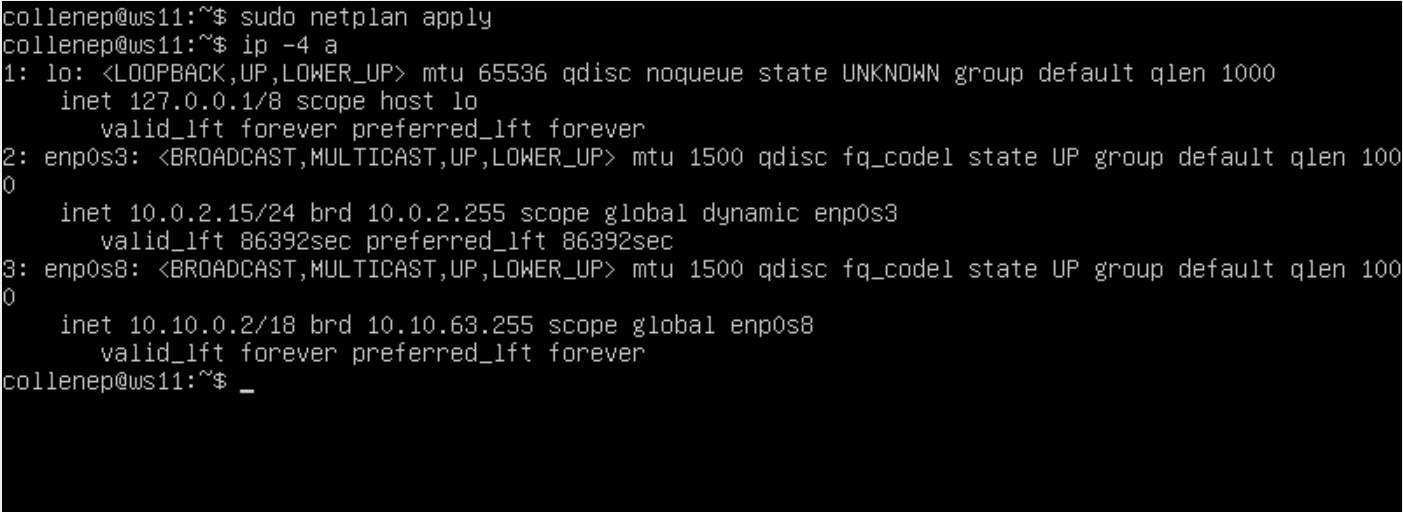 collenep@ws11:~$ sudo netplan apply
collenep@ws11:~$ ip -4 a
1: lo: <LOOPBACK,UP,LOWER_UP> mtu 65536 qdisc noqueue state UNKNOWN group default qlen 1000
    inet 127.0.0.1/8 scope host lo
       valid_lft forever preferred_lft forever
2: enp0s3: <BROADCAST,MULTICAST,UP,LOWER_UP> mtu 1500 qdisc fq_codel state UP group default qlen 100
0
    inet 10.0.2.15/24 brd 10.0.2.255 scope global dynamic enp0s3
       valid_lft 86392sec preferred_lft 86392sec
3: enp0s8: <BROADCAST,MULTICAST,UP,LOWER_UP> mtu 1500 qdisc fq_codel state UP group default qlen 100
0
    inet 10.10.0.2/18 brd 10.10.63.255 scope global enp0s8
       valid_lft forever preferred_lft forever
collenep@ws11:~$ _